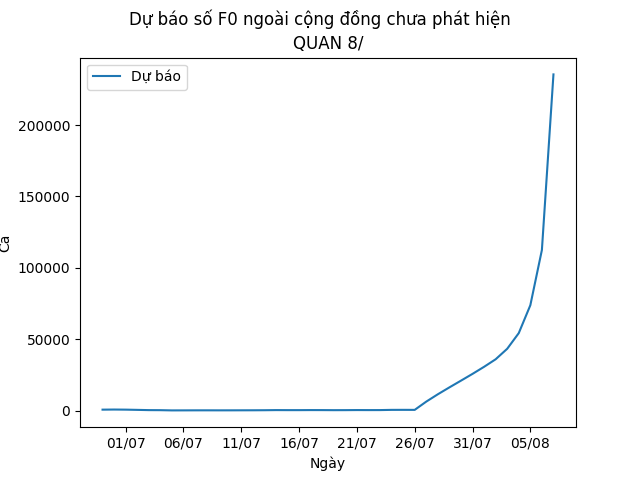 Dự báo số F0 ngoài cộng đồng chưa phát hiện
QUAN 8/
Dự báo
200000
150000
100000
50000
0
Ca
01/07 06/07 11/07 16/07 21/07 26/07 31/07 05/08
Ngày